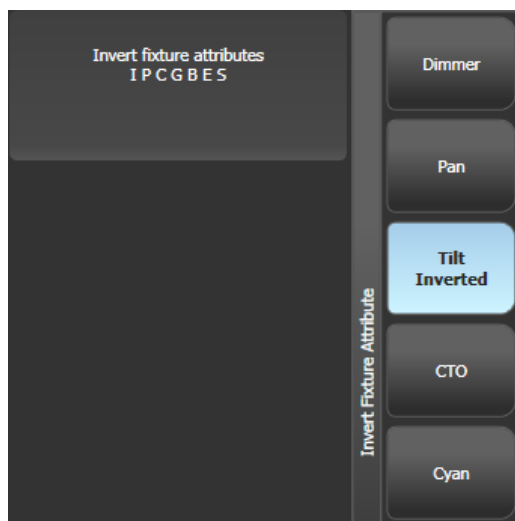 Invert fixture attributes
I P C G B E S
Invert Fixture Attribute
Dimmer
Pan
Tilt
Inverted
CTO
Cyan